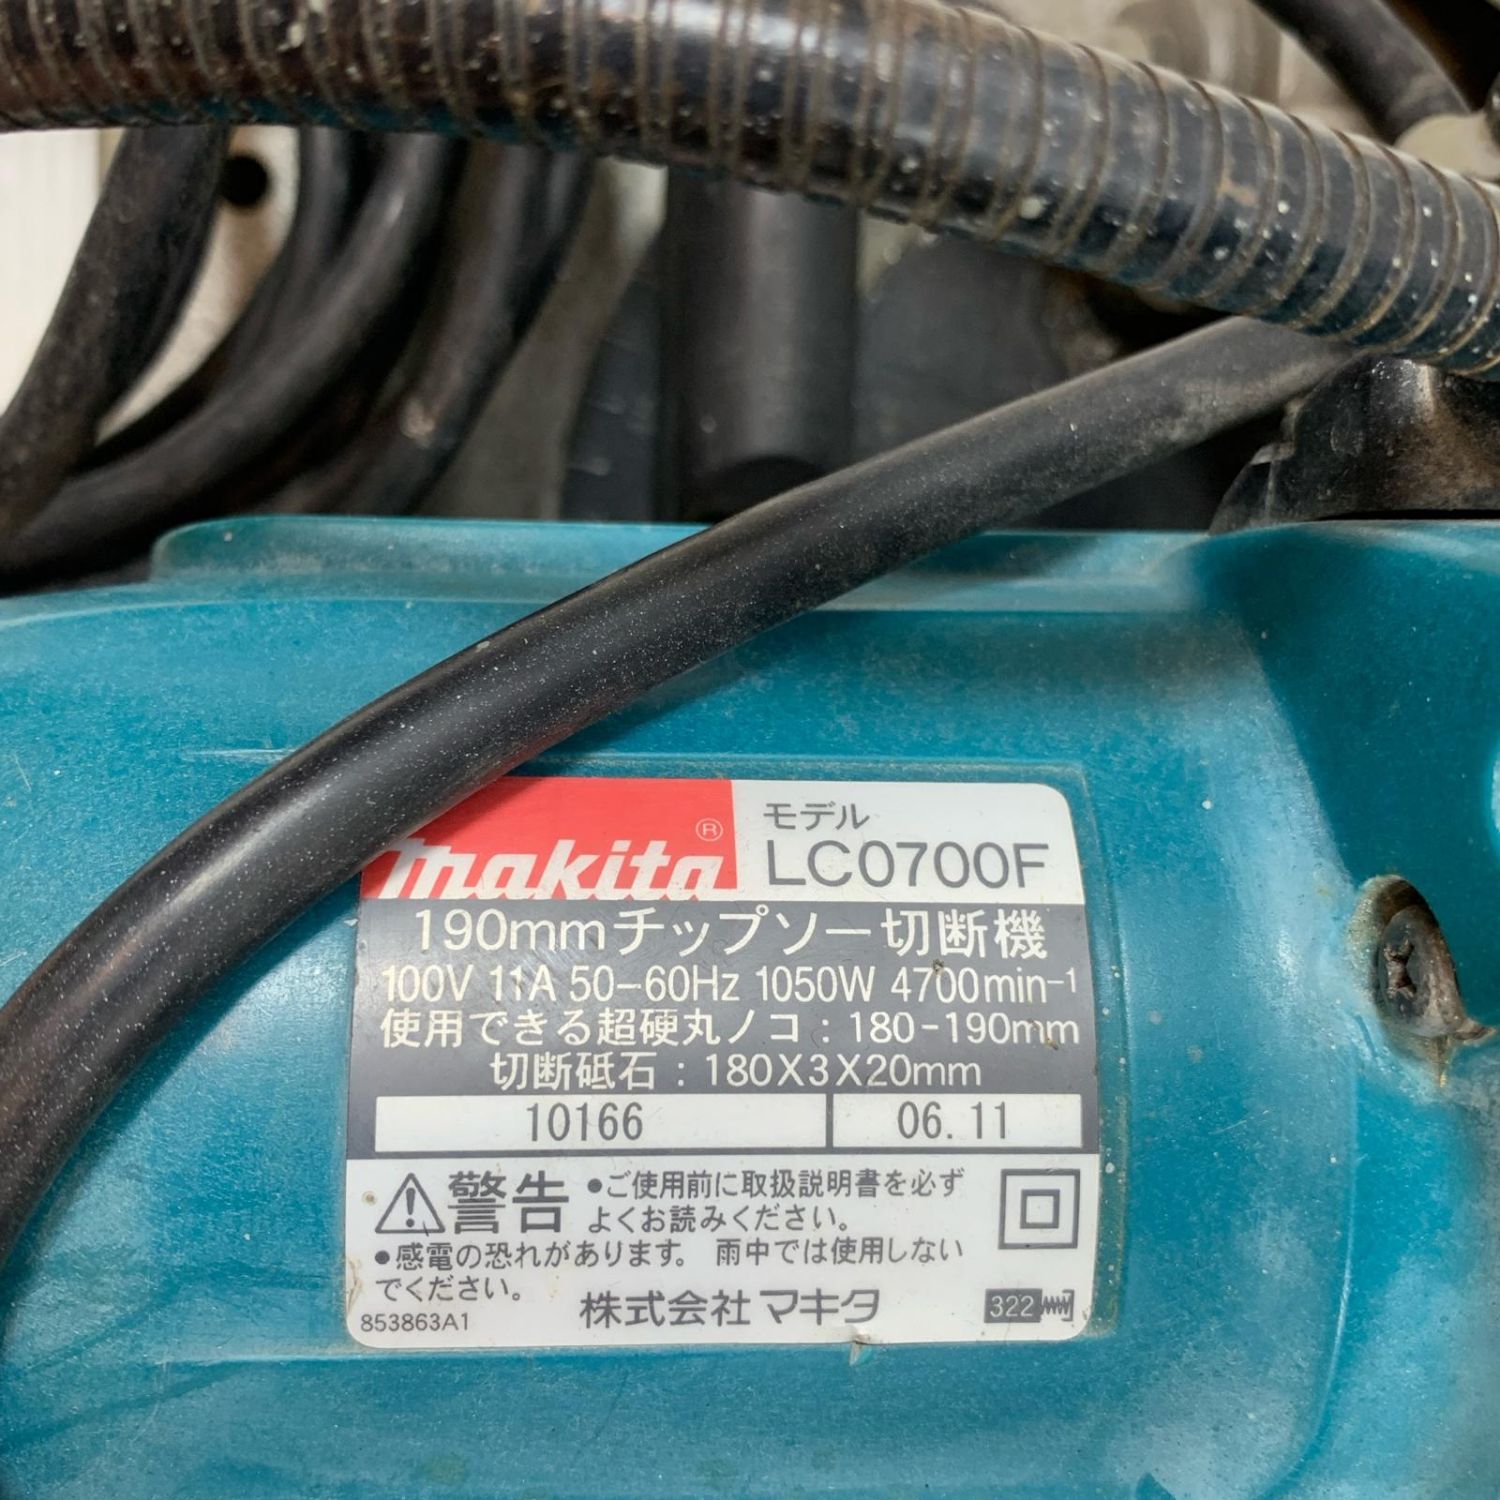 makita® モデル
LC0700F
190mmチップソー切断機
100V 11A 50-60Hz 1050W 4700min⁻¹
使用できる超硬丸ノコ：180-190mm
切断砥石：180X3X20mm
10166 06.11
警告 ●ご使用前に取扱説明書を必ず
よくお読みください。
●感電の恐れがあります。 雨中では使用しない
でください。
株式会社マキタ
853863A1
322